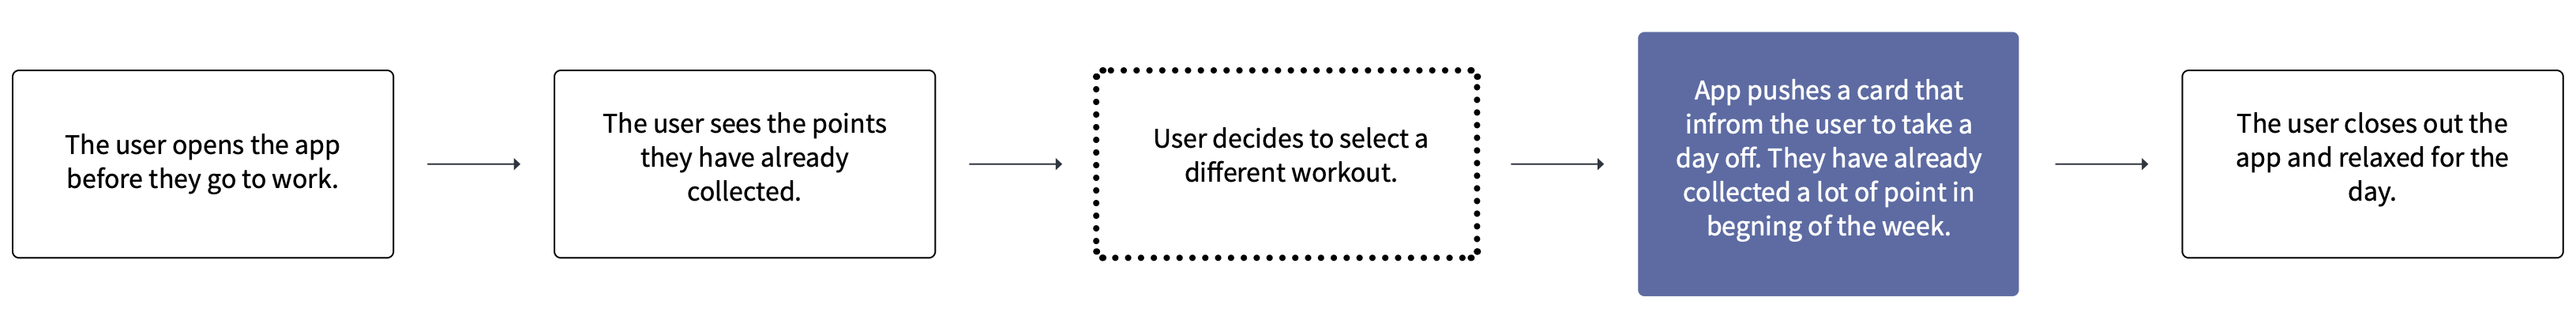 The user opens the app
before they go to work.
The user sees the points
they have already
collected.
User decides to select a
different workout.
App pushes a card that
infrom the user to take a
day off. They have already
collected a lot of point in
begning of the week.
The user closes out the
app and relaxed for the
day.